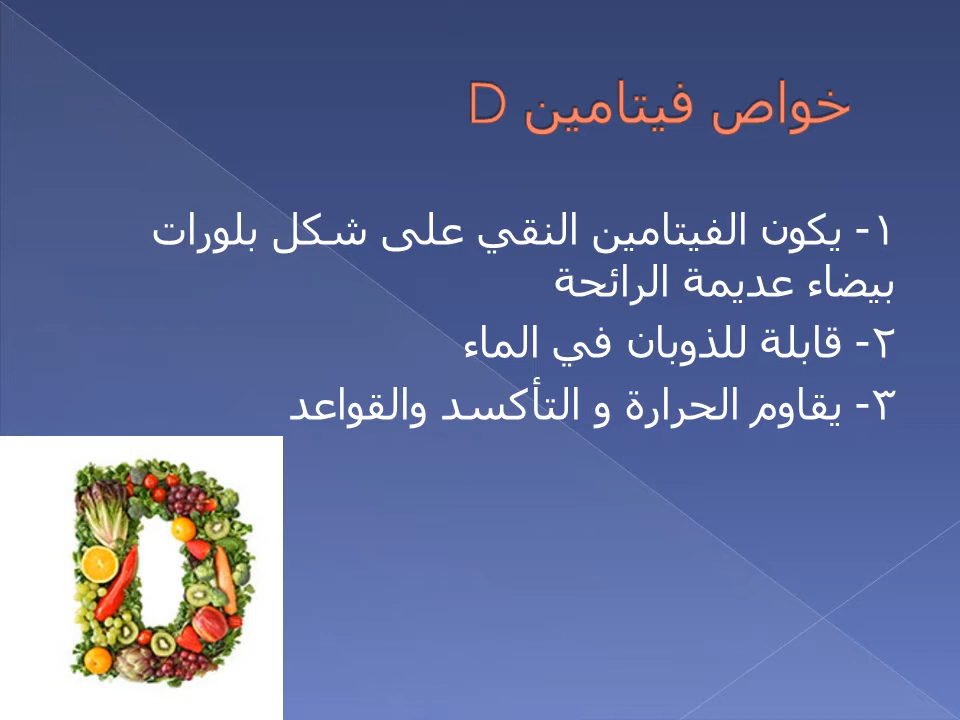 خواص فيتامين D
١- يكون الفيتامين النقي على شكل بلورات
بيضاء عديمة الرائحة
٢- قابلة للذوبان في الماء
٣- يقاوم الحرارة و التأكسد والقواعد